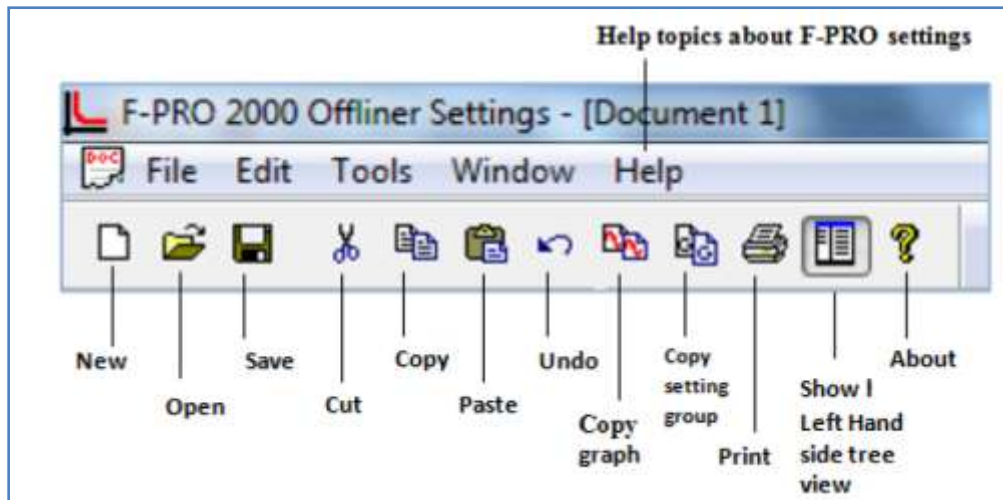 Help topics about F-PRO settings
F-PRO 2000 Offliner Settings - [Document 1]
DOC File Edit Tools Window Help
New
Open
Save
Cut
Copy
Paste
Undo
Copy
graph
Copy
setting
group
Print
Show l
Left Hand
side tree
view
About